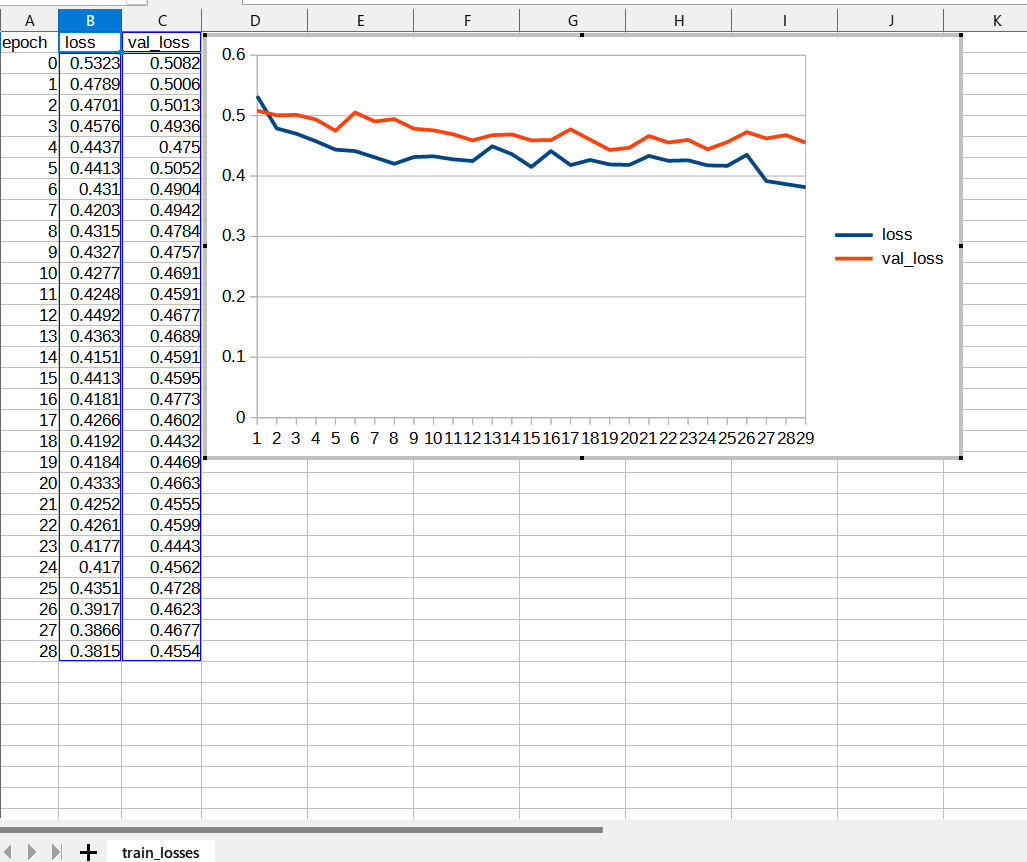 A B C D E F G H I J K
epoch loss val_loss
0 0.5323 0.5082
1 0.4789 0.5006
2 0.4701 0.5013
3 0.4576 0.4936
4 0.4437 0.475
5 0.4413 0.5052
6 0.431 0.4904
7 0.4203 0.4942
8 0.4315 0.4784
9 0.4327 0.4757
10 0.4277 0.4691
11 0.4248 0.4591
12 0.4492 0.4677
13 0.4363 0.4689
14 0.4151 0.4591
15 0.4413 0.4595
16 0.4181 0.4773
17 0.4266 0.4602
18 0.4192 0.4432
19 0.4184 0.4469
20 0.4333 0.4663
21 0.4252 0.4555
22 0.4261 0.4599
23 0.4177 0.4443
24 0.417 0.4562
25 0.4351 0.4728
26 0.3917 0.4623
27 0.3866 0.4677
28 0.3815 0.4554
0.6
0.5
0.4
0.3
0.2
0.1
0
1 2 3 4 5 6 7 8 9 10 11 12 13 14 15 16 17 18 19 20 21 22 23 24 25 26 27 28 29
loss
val_loss
train_losses